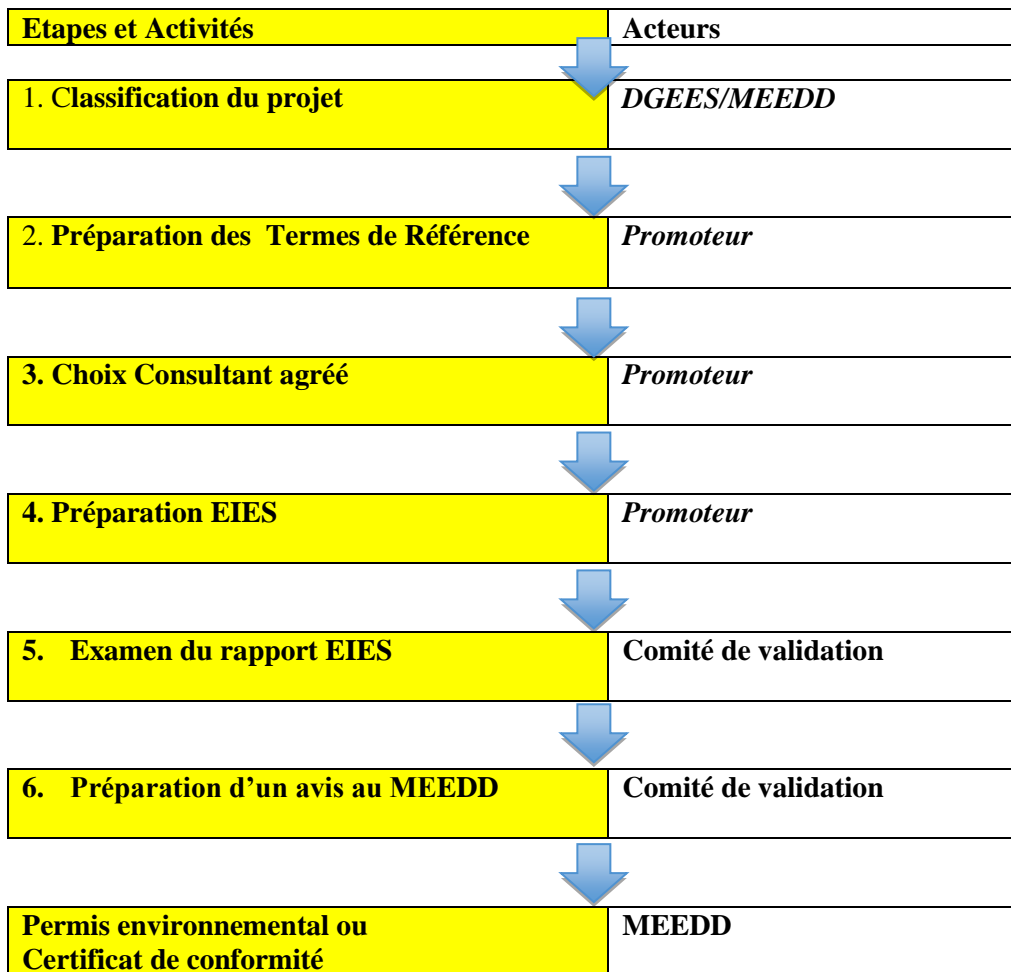 Etapes et Activités Acteurs
1. Classification du projet DGEES/MEEDD
2. Préparation des Termes de Référence Promoteur
3. Choix Consultant agréé Promoteur
4. Préparation EIES Promoteur
5. Examen du rapport EIES Comité de validation
6. Préparation d’un avis au MEEDD Comité de validation
Permis environnemental ou MEEDD
Certificat de conformité